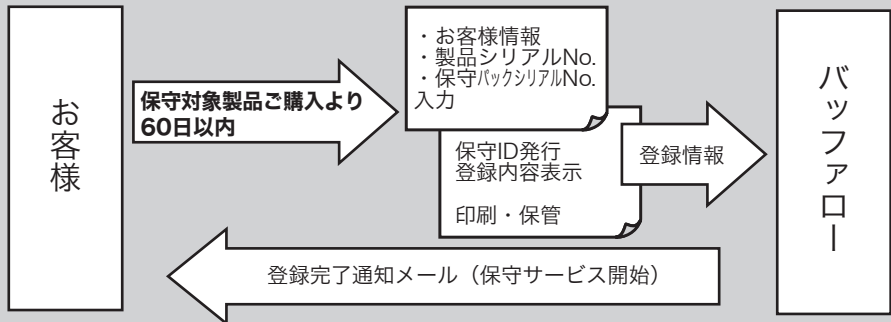 お客様
保守対象製品ご購入より
60日以内
・お客様情報
・製品シリアルNo.
・保守ﾊﾟｯｸｼﾘｱﾙNo.
入力
保守ID発行
登録内容表示
印刷・保管
登録情報
バッファロー
登録完了通知メール（保守サービス開始）